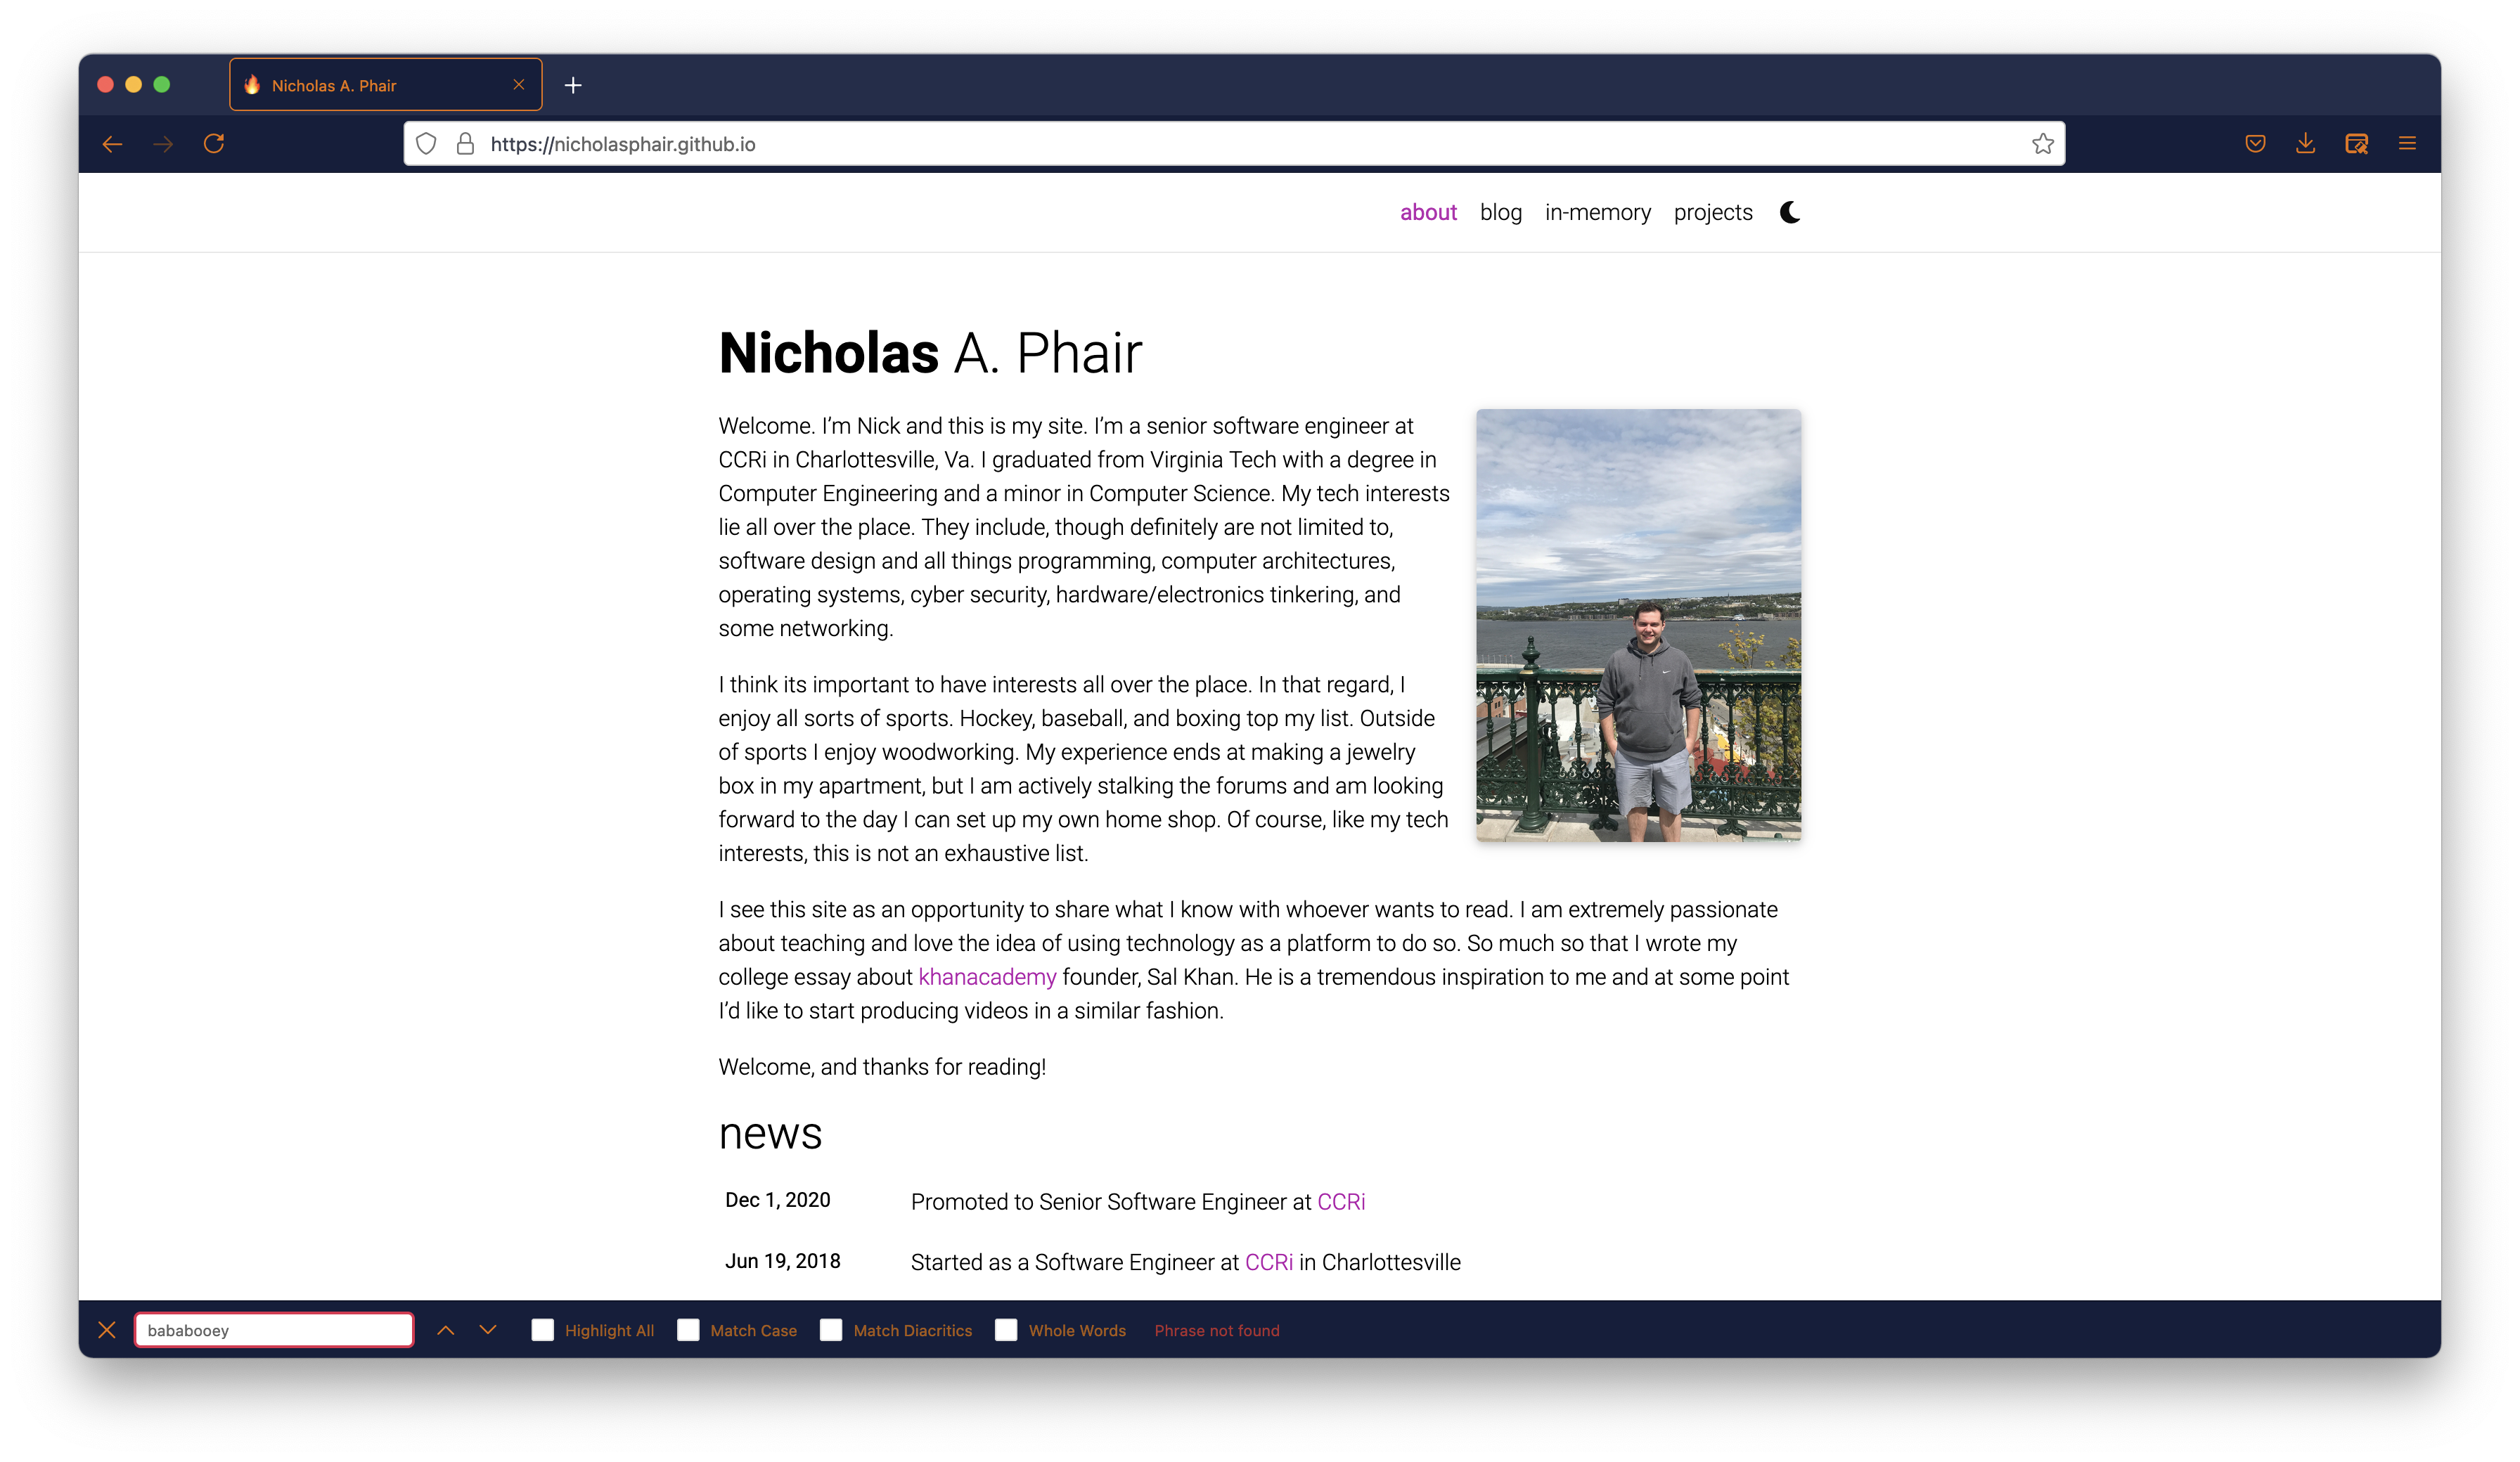 Nicholas A. Phair
https://nicholasphair.github.io
about blog in-memory projects
Nicholas A. Phair
Welcome. I’m Nick and this is my site. I’m a senior software engineer at
CCRi in Charlottesville, Va. I graduated from Virginia Tech with a degree in
Computer Engineering and a minor in Computer Science. My tech interests
lie all over the place. They include, though definitely are not limited to,
software design and all things programming, computer architectures,
operating systems, cyber security, hardware/electronics tinkering, and
some networking.
I think its important to have interests all over the place. In that regard, I
enjoy all sorts of sports. Hockey, baseball, and boxing top my list. Outside
of sports I enjoy woodworking. My experience ends at making a jewelry
box in my apartment, but I am actively stalking the forums and am looking
forward to the day I can set up my own home shop. Of course, like my tech
interests, this is not an exhaustive list.
I see this site as an opportunity to share what I know with whoever wants to read. I am extremely passionate
about teaching and love the idea of using technology as a platform to do so. So much so that I wrote my
college essay about khanacademy founder, Sal Khan. He is a tremendous inspiration to me and at some point
I’d like to start producing videos in a similar fashion.
Welcome, and thanks for reading!
news
Dec 1, 2020 Promoted to Senior Software Engineer at CCRi
Jun 19, 2018 Started as a Software Engineer at CCRi in Charlottesville
bababooey Highlight All Match Case Match Diacritics Whole Words Phrase not found